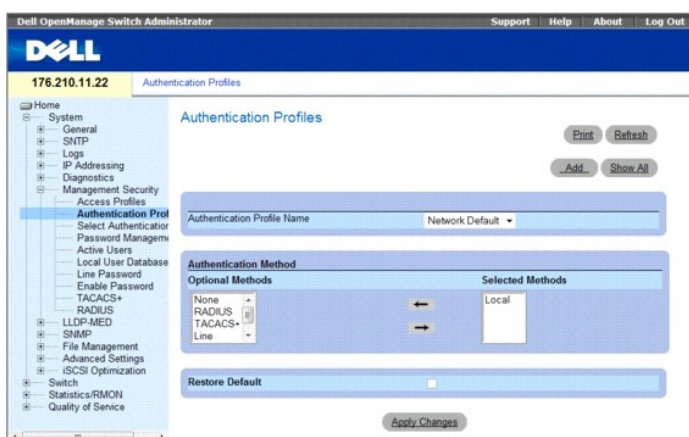 Dell OpenManage Switch Administrator
Support Help About Log Out
DELL
176.210.11.22
Authentication Profiles
Home
System
General
SNTP
Logs
IP Addressing
Diagnostics
Management Security
Access Profiles
Authentication Prof
Select Authentication
Password Manageme
Active Users
Local User Database
Line Password
Enable Password
TACACS+
RADIUS
LLDP-MED
SNMP
File Management
Advanced Settings
iSCSI Optimization
Switch
Statistics/RMON
Quality of Service
Authentication Profiles
Print Refresh
Add Show All
Authentication Profile Name Network Default
Authentication Method
Optional Methods Selected Methods
None
RADIUS
TACACS+
Line
Local
Restore Default
Apply Changes